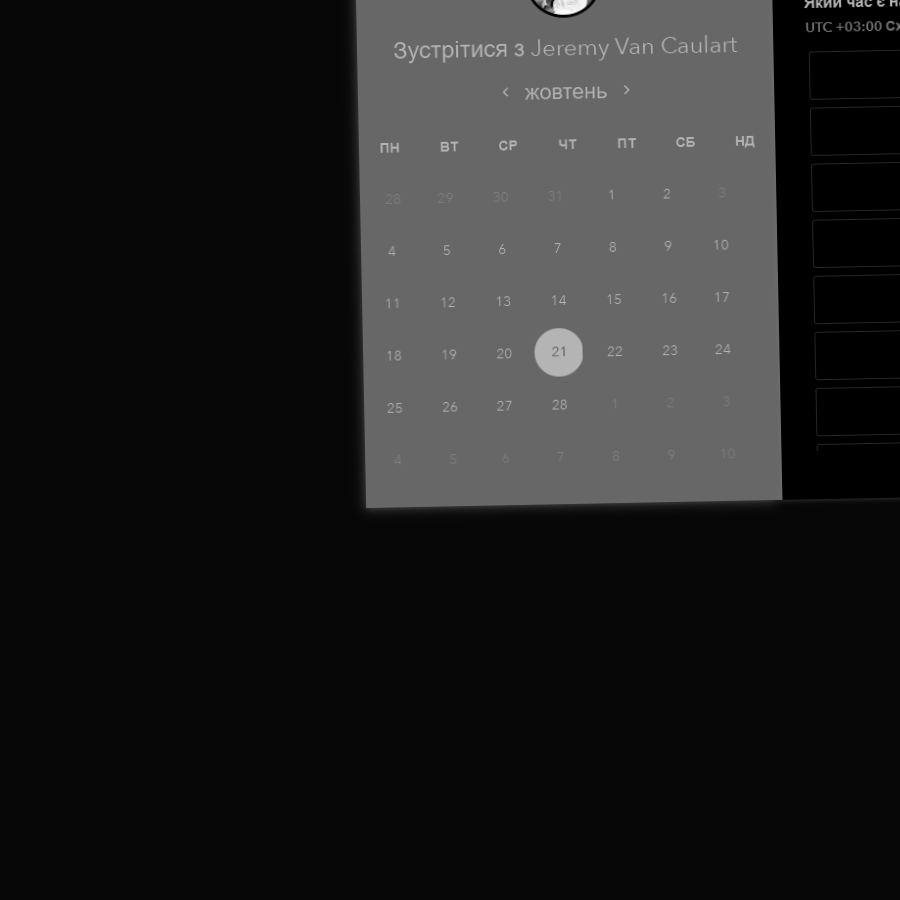 Зустрітися з Jeremy Van Caulart
‹ жовтень ›
ПН ВТ СР ЧТ ПТ СБ НД
28 29 30 31 1 2 3
4 5 6 7 8 9 10
11 12 13 14 15 16 17
18 19 20 21 22 23 24
25 26 27 28 1 2 3
4 5 6 7 8 9 10
Який час є
UTC +03:00